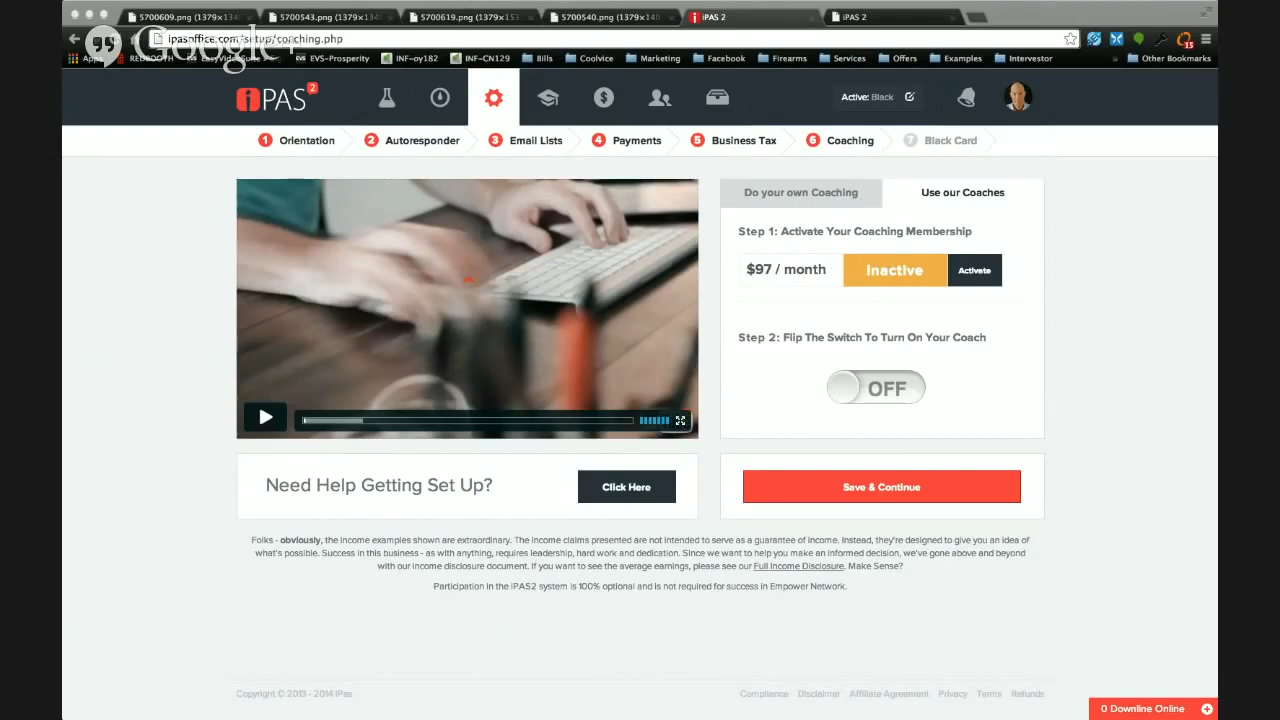 5700609.png (1379×134
5700543.png (1379×134
5700619.png (1379×153
5700540.png (1379×140
iPAS 2
iPAS 2
Google+
ipasoffice.com/setup/coaching.php
Apps
REDBOOTH
EasyVideoSuite
EVS-Prosperity
INF-oy182
INF-CN129
Bills
Coolvice
Marketing
Facebook
Firearms
Services
Offers
Examples
Intervestor
»
Other Bookmarks
15
iPAS 2
Active: Black
1 Orientation
2 Autoresponder
3 Email Lists
4 Payments
5 Business Tax
6 Coaching
7 Black Card
Do your own Coaching
Use our Coaches
Step 1: Activate Your Coaching Membership
$97 / month
Inactive
Activate
Step 2: Flip The Switch To Turn On Your Coach
OFF
Need Help Getting Set Up?
Click Here
Save & Continue
Folks - obviously, the income examples shown are extraordinary. The income claims presented are not intended to serve as a guarantee of income. Instead, they're designed to give you an idea of
what's possible. Success in this business - as with anything, requires leadership, hard work and dedication. Since we want to help you make an informed decision, we've gone above and beyond
with our income disclosure document. If you want to see the average earnings, please see our Full Income Disclosure. Make Sense?
Participation in the iPAS2 system is 100% optional and is not required for success in Empower Network.
Copyright © 2013 - 2014 iPas
Compliance
Disclaimer
Affiliate Agreement
Privacy
Terms
Refunds
0 Downline Online